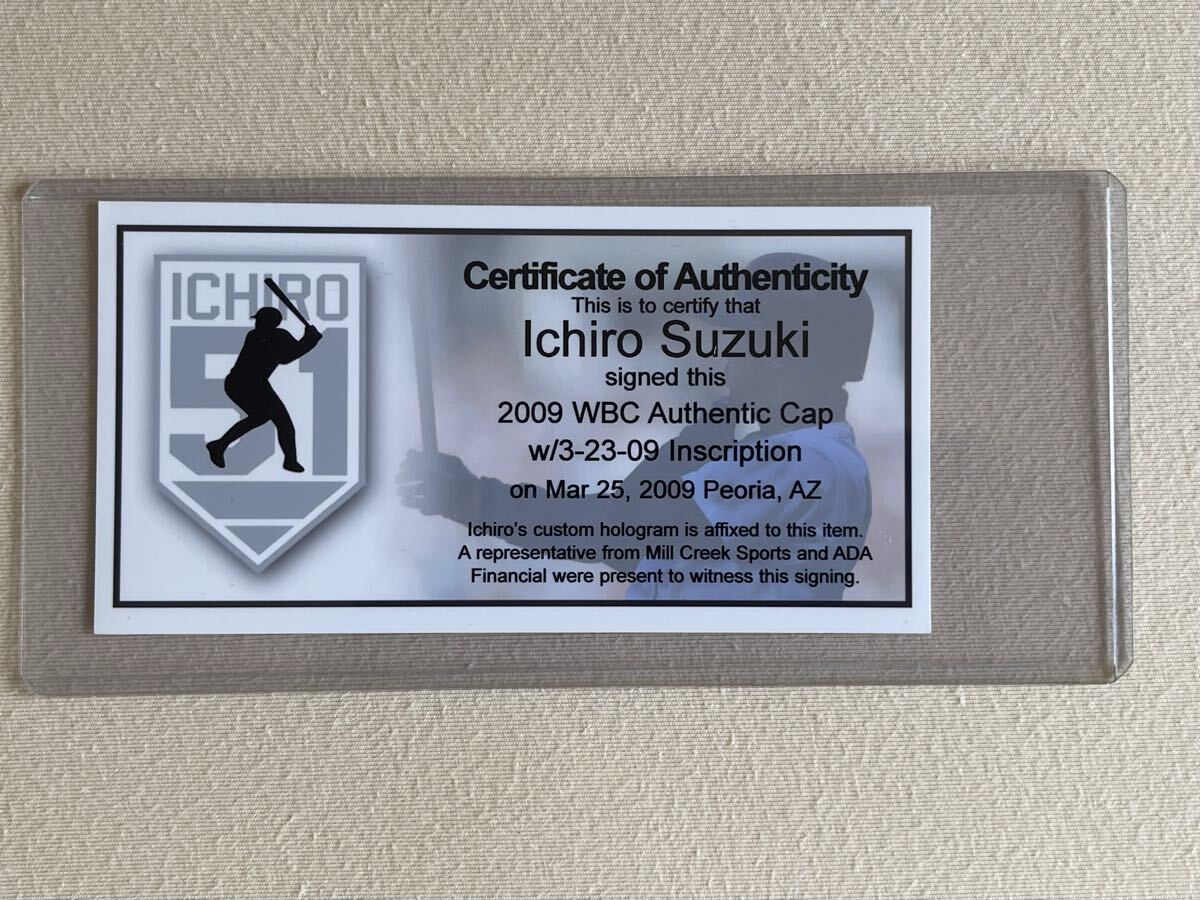 ICHIRO
51
Certificate of Authenticity
This is to certify that
Ichiro Suzuki
signed this
2009 WBC Authentic Cap
w/3-23-09 Inscription
on Mar 25, 2009 Peoria, AZ
Ichiro's custom hologram is affixed to this item.
A representative from Mill Creek Sports and ADA
Financial were present to witness this signing.